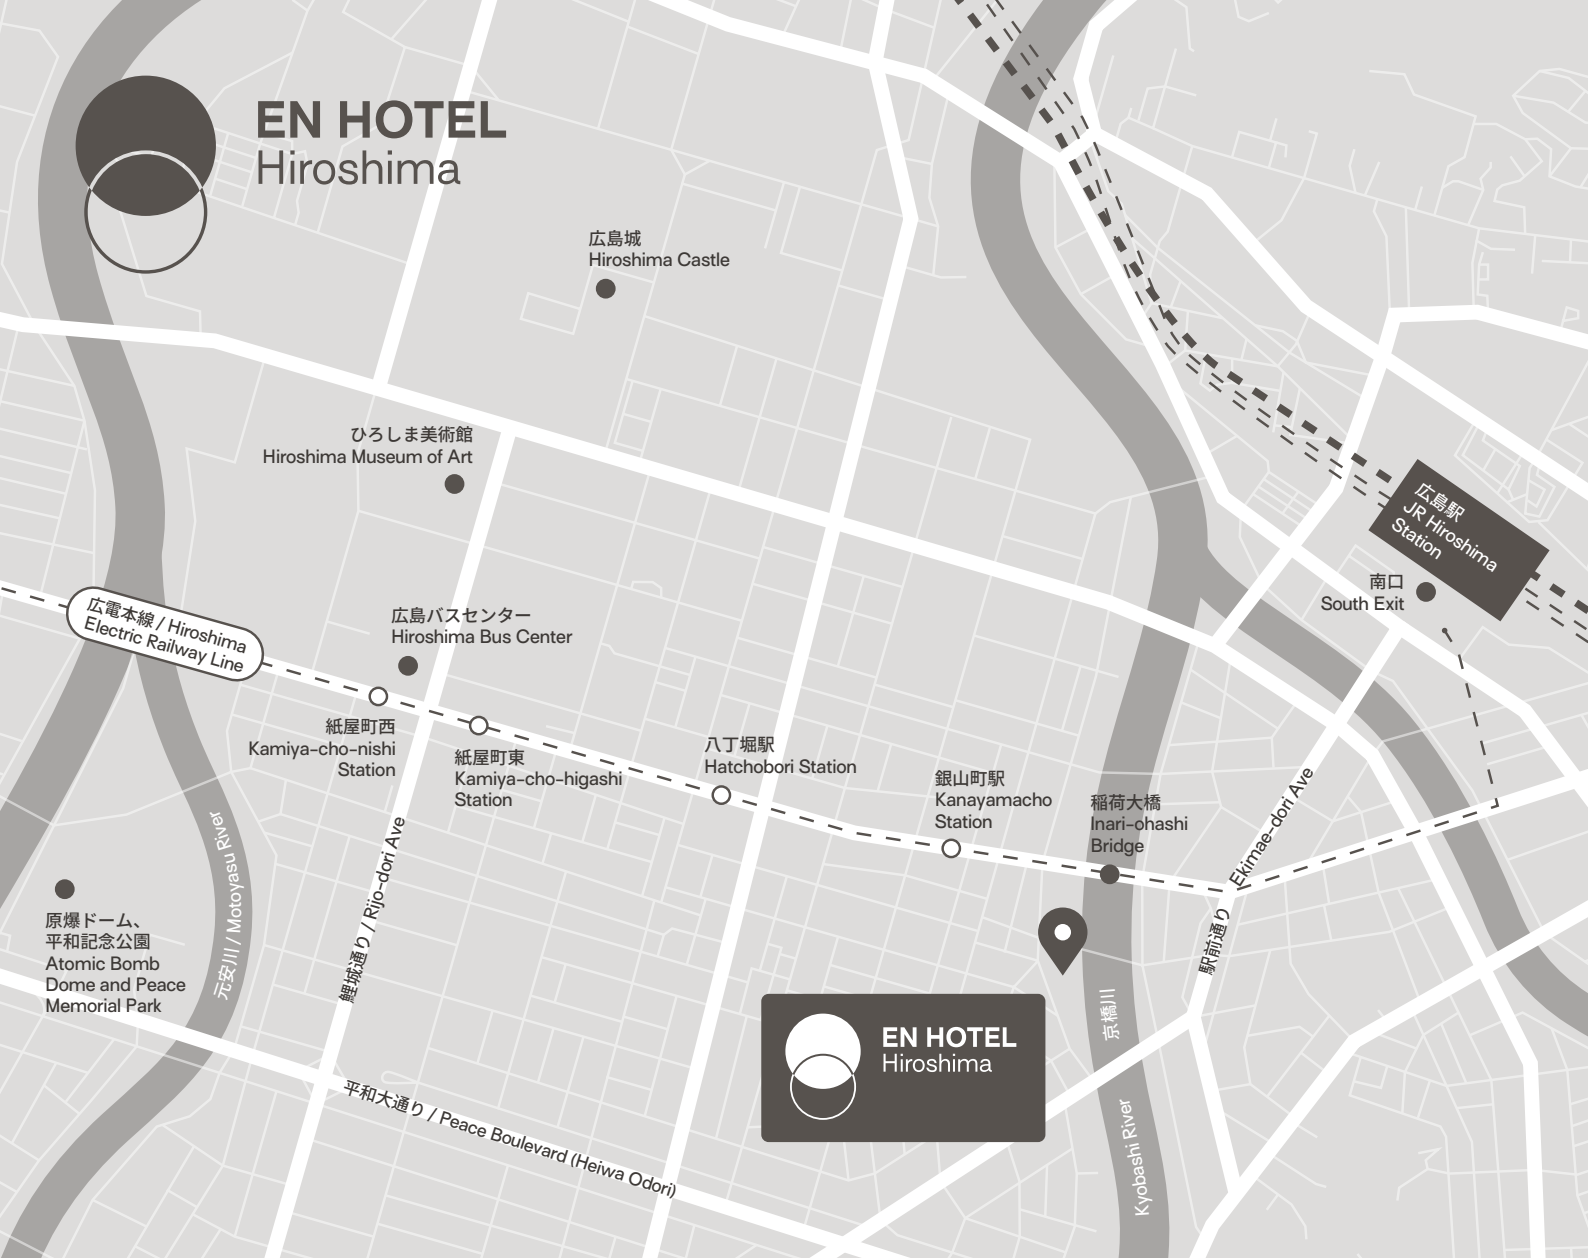 EN HOTEL
Hiroshima
広島城
Hiroshima Castle
ひろしま美術館
Hiroshima Museum of Art
広島駅
JR Hiroshima
Station
南口
South Exit
広電本線 / Hiroshima
Electric Railway Line
広島バスセンター
Hiroshima Bus Center
紙屋町西
Kamiya-cho-nishi
Station
紙屋町東
Kamiya-cho-higashi
Station
八丁堀駅
Hatchobori Station
銀山町駅
Kanayamacho
Station
稲荷大橋
Inari-ohashi
Bridge
Ekimae-dori Ave
駅前通り
元安川 / Motoyasu River
鯉城通り / Rijo-dori Ave
原爆ドーム、
平和記念公園
Atomic Bomb
Dome and Peace
Memorial Park
京橋川
Kyobashi River
EN HOTEL
Hiroshima
平和大通り / Peace Boulevard (Heiwa Odori)